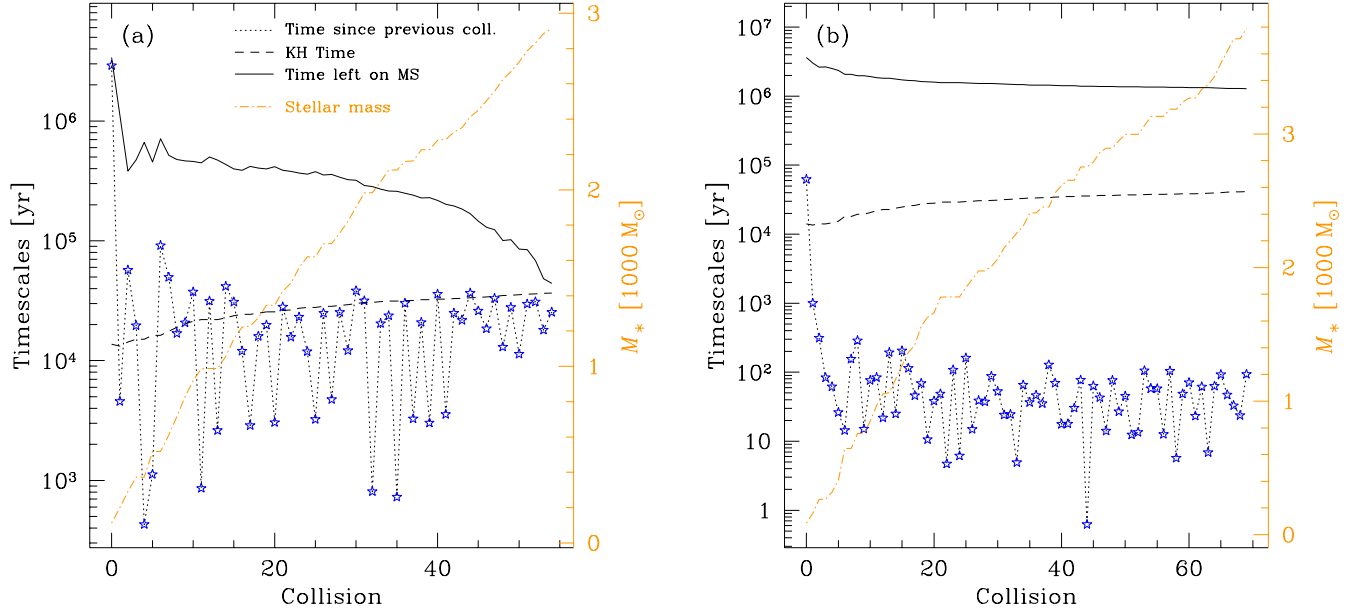 (a)
Time since previous coll.
KH Time
Time left on MS
Stellar mass
Timescales [yr]
10⁶
10⁵
10⁴
10³
3
2
1
0
M∗ [1000 M⊙]
0
20
40
Collision
(b)
Timescales [yr]
10⁷
10⁶
10⁵
10⁴
10³
10²
10
1
3
2
1
0
M∗ [1000 M⊙]
0
20
40
60
Collision